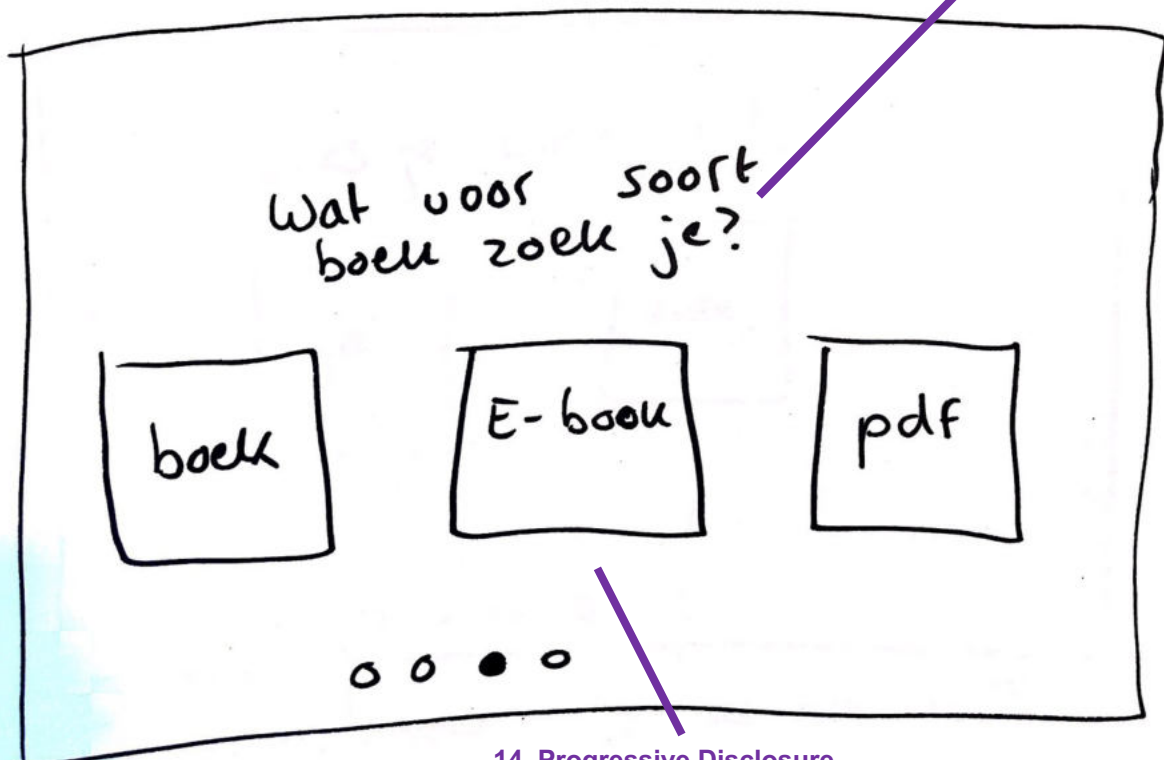 Wat voor soort
boek zoek je?
boek
E-book
pdf
14. Progressive Disclosure